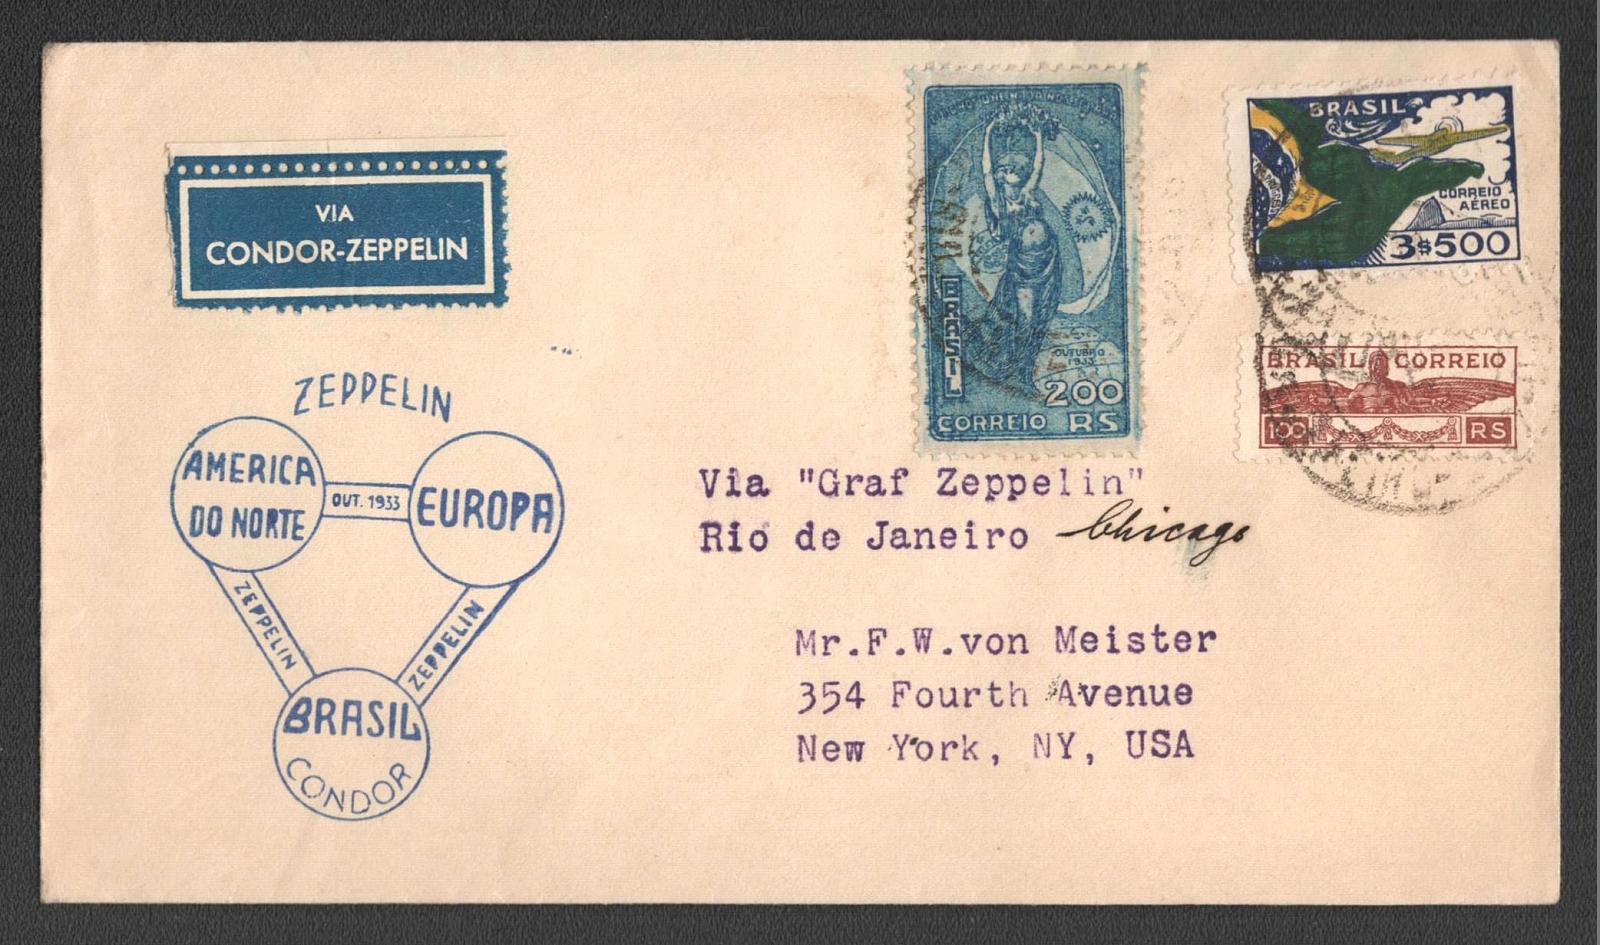 VIA
CONDOR-ZEPPELIN
BRASIL
OUTUBRO
1933
200
CORREIO RS
BRASIL
CORREIO
AÉREO
3$500
BRASIL CORREIO
100 RS
ZEPPELIN
AMERICA
DO NORTE
OUT. 1933
EUROPA
ZEPPELIN
ZEPPELIN
BRASIL
CONDOR
Via "Graf Zeppelin"
Rio de Janeiro Chicago
Mr.F.W.von Meister
354 Fourth Avenue
New York, NY, USA